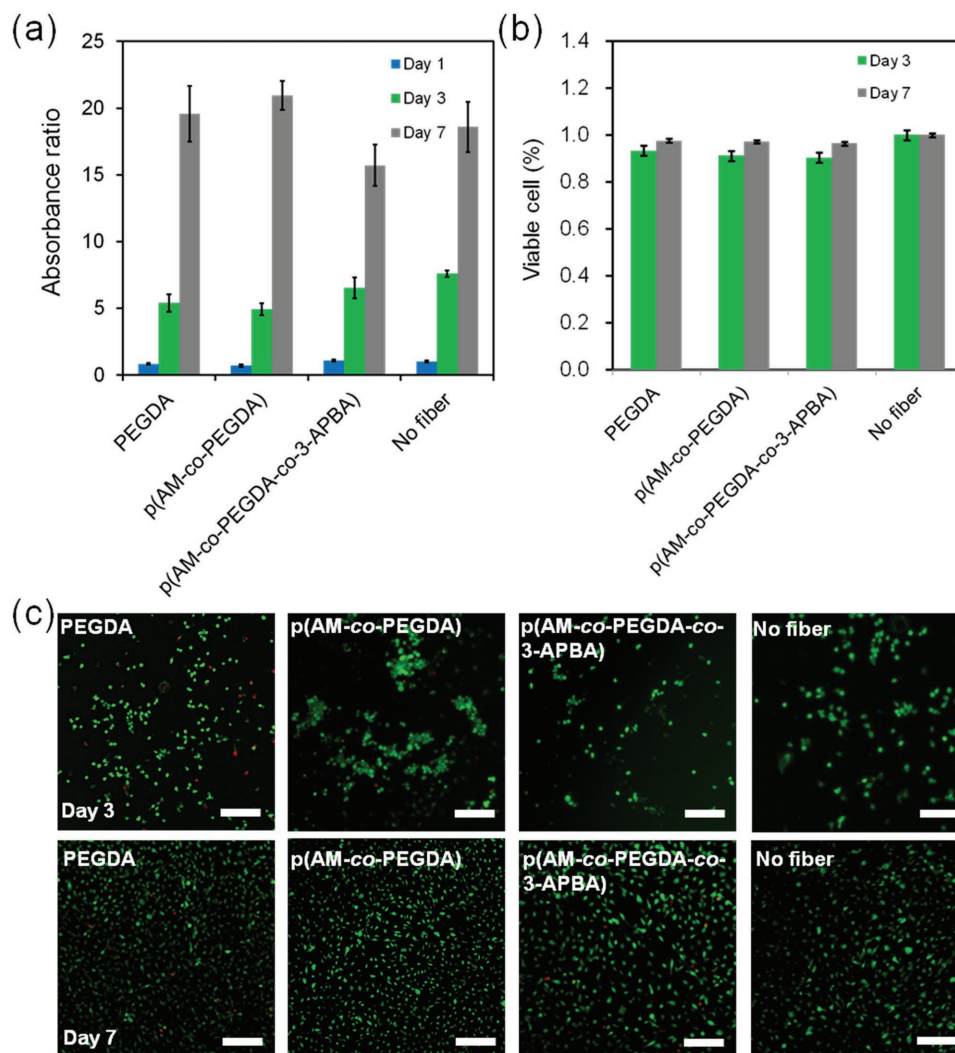 (a)
25
20
15
10
5
0
Absorbance ratio
Day 1
Day 3
Day 7
PEGDA
p(AM-co-PEGDA)
p(AM-co-PEGDA-co-3-APBA)
No fiber
(b)
1.4
1.2
1.0
0.8
0.6
0.4
0.2
0.0
Viable cell (%)
Day 3
Day 7
PEGDA
p(AM-co-PEGDA)
p(AM-co-PEGDA-co-3-APBA)
No fiber
(c)
PEGDA
Day 3
p(AM-co-PEGDA)
p(AM-co-PEGDA-co-
3-APBA)
No fiber
PEGDA
Day 7
p(AM-co-PEGDA)
p(AM-co-PEGDA-co-
3-APBA)
No fiber